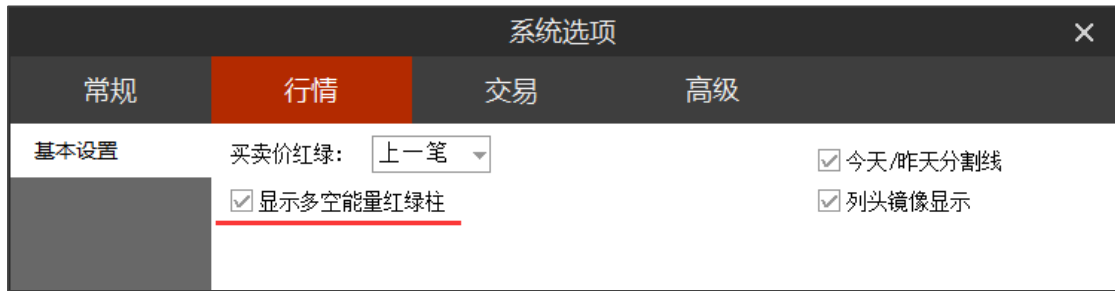 系统选项
常规 行情 交易 高级
基本设置 买卖价红绿： 上一笔 今天/昨天分割线
显示多空能量红绿柱 列头镜像显示